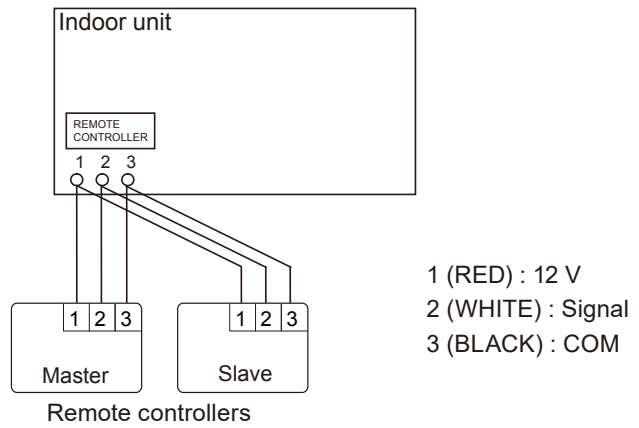 Indoor unit
REMOTE
CONTROLLER
1 2 3
1 2 3
Master
1 2 3
Slave
Remote controllers
1 (RED) : 12 V
2 (WHITE) : Signal
3 (BLACK) : COM